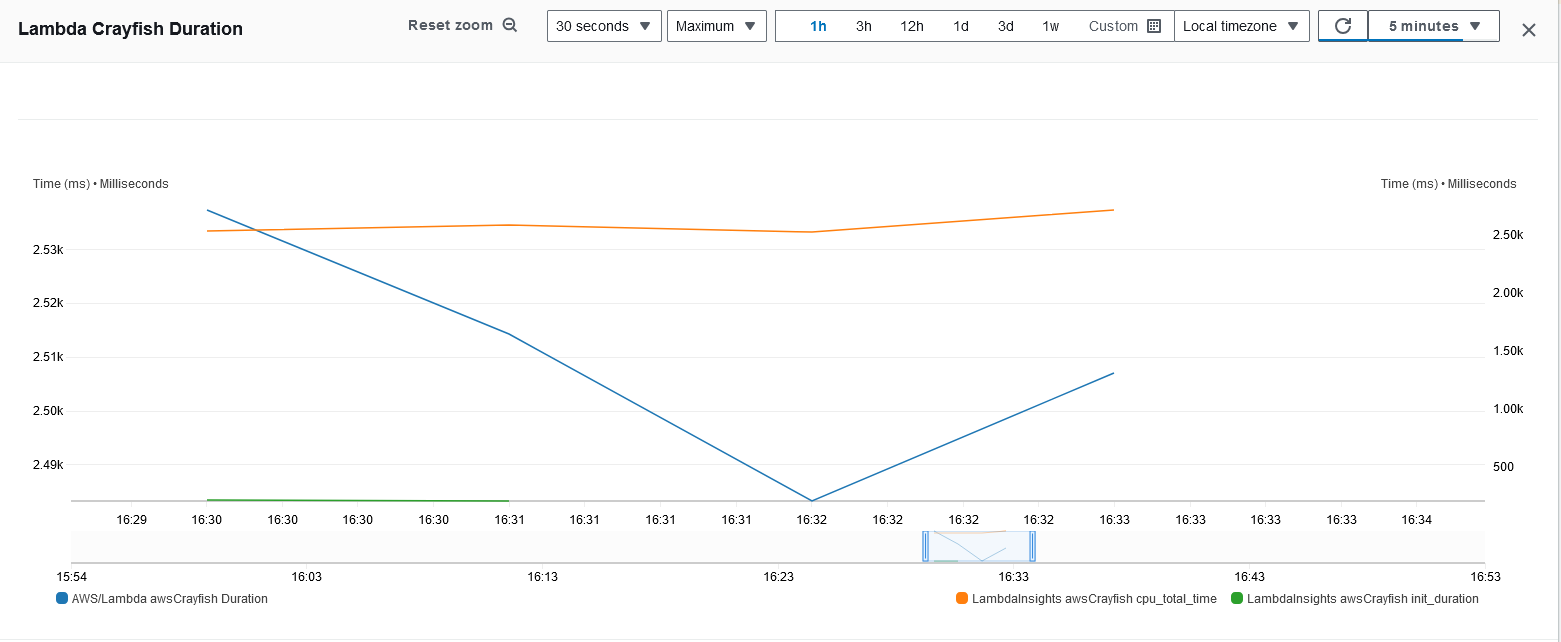 Lambda Crayfish Duration
Reset zoom
30 seconds
Maximum
1h 3h 12h 1d 3d 1w Custom
Local timezone
5 minutes
Time (ms) • Milliseconds
Time (ms) • Milliseconds
2.53k
2.52k
2.51k
2.50k
2.49k
2.50k
2.00k
1.50k
1.00k
500
16:29 16:30 16:30 16:30 16:30 16:31 16:31 16:31 16:31 16:32 16:32 16:32 16:32 16:33 16:33 16:33 16:33 16:34
15:54 16:03 16:13 16:23 16:33 16:43 16:53
AWS/Lambda awsCrayfish Duration
LambdaInsights awsCrayfish cpu_total_time
LambdaInsights awsCrayfish init_duration